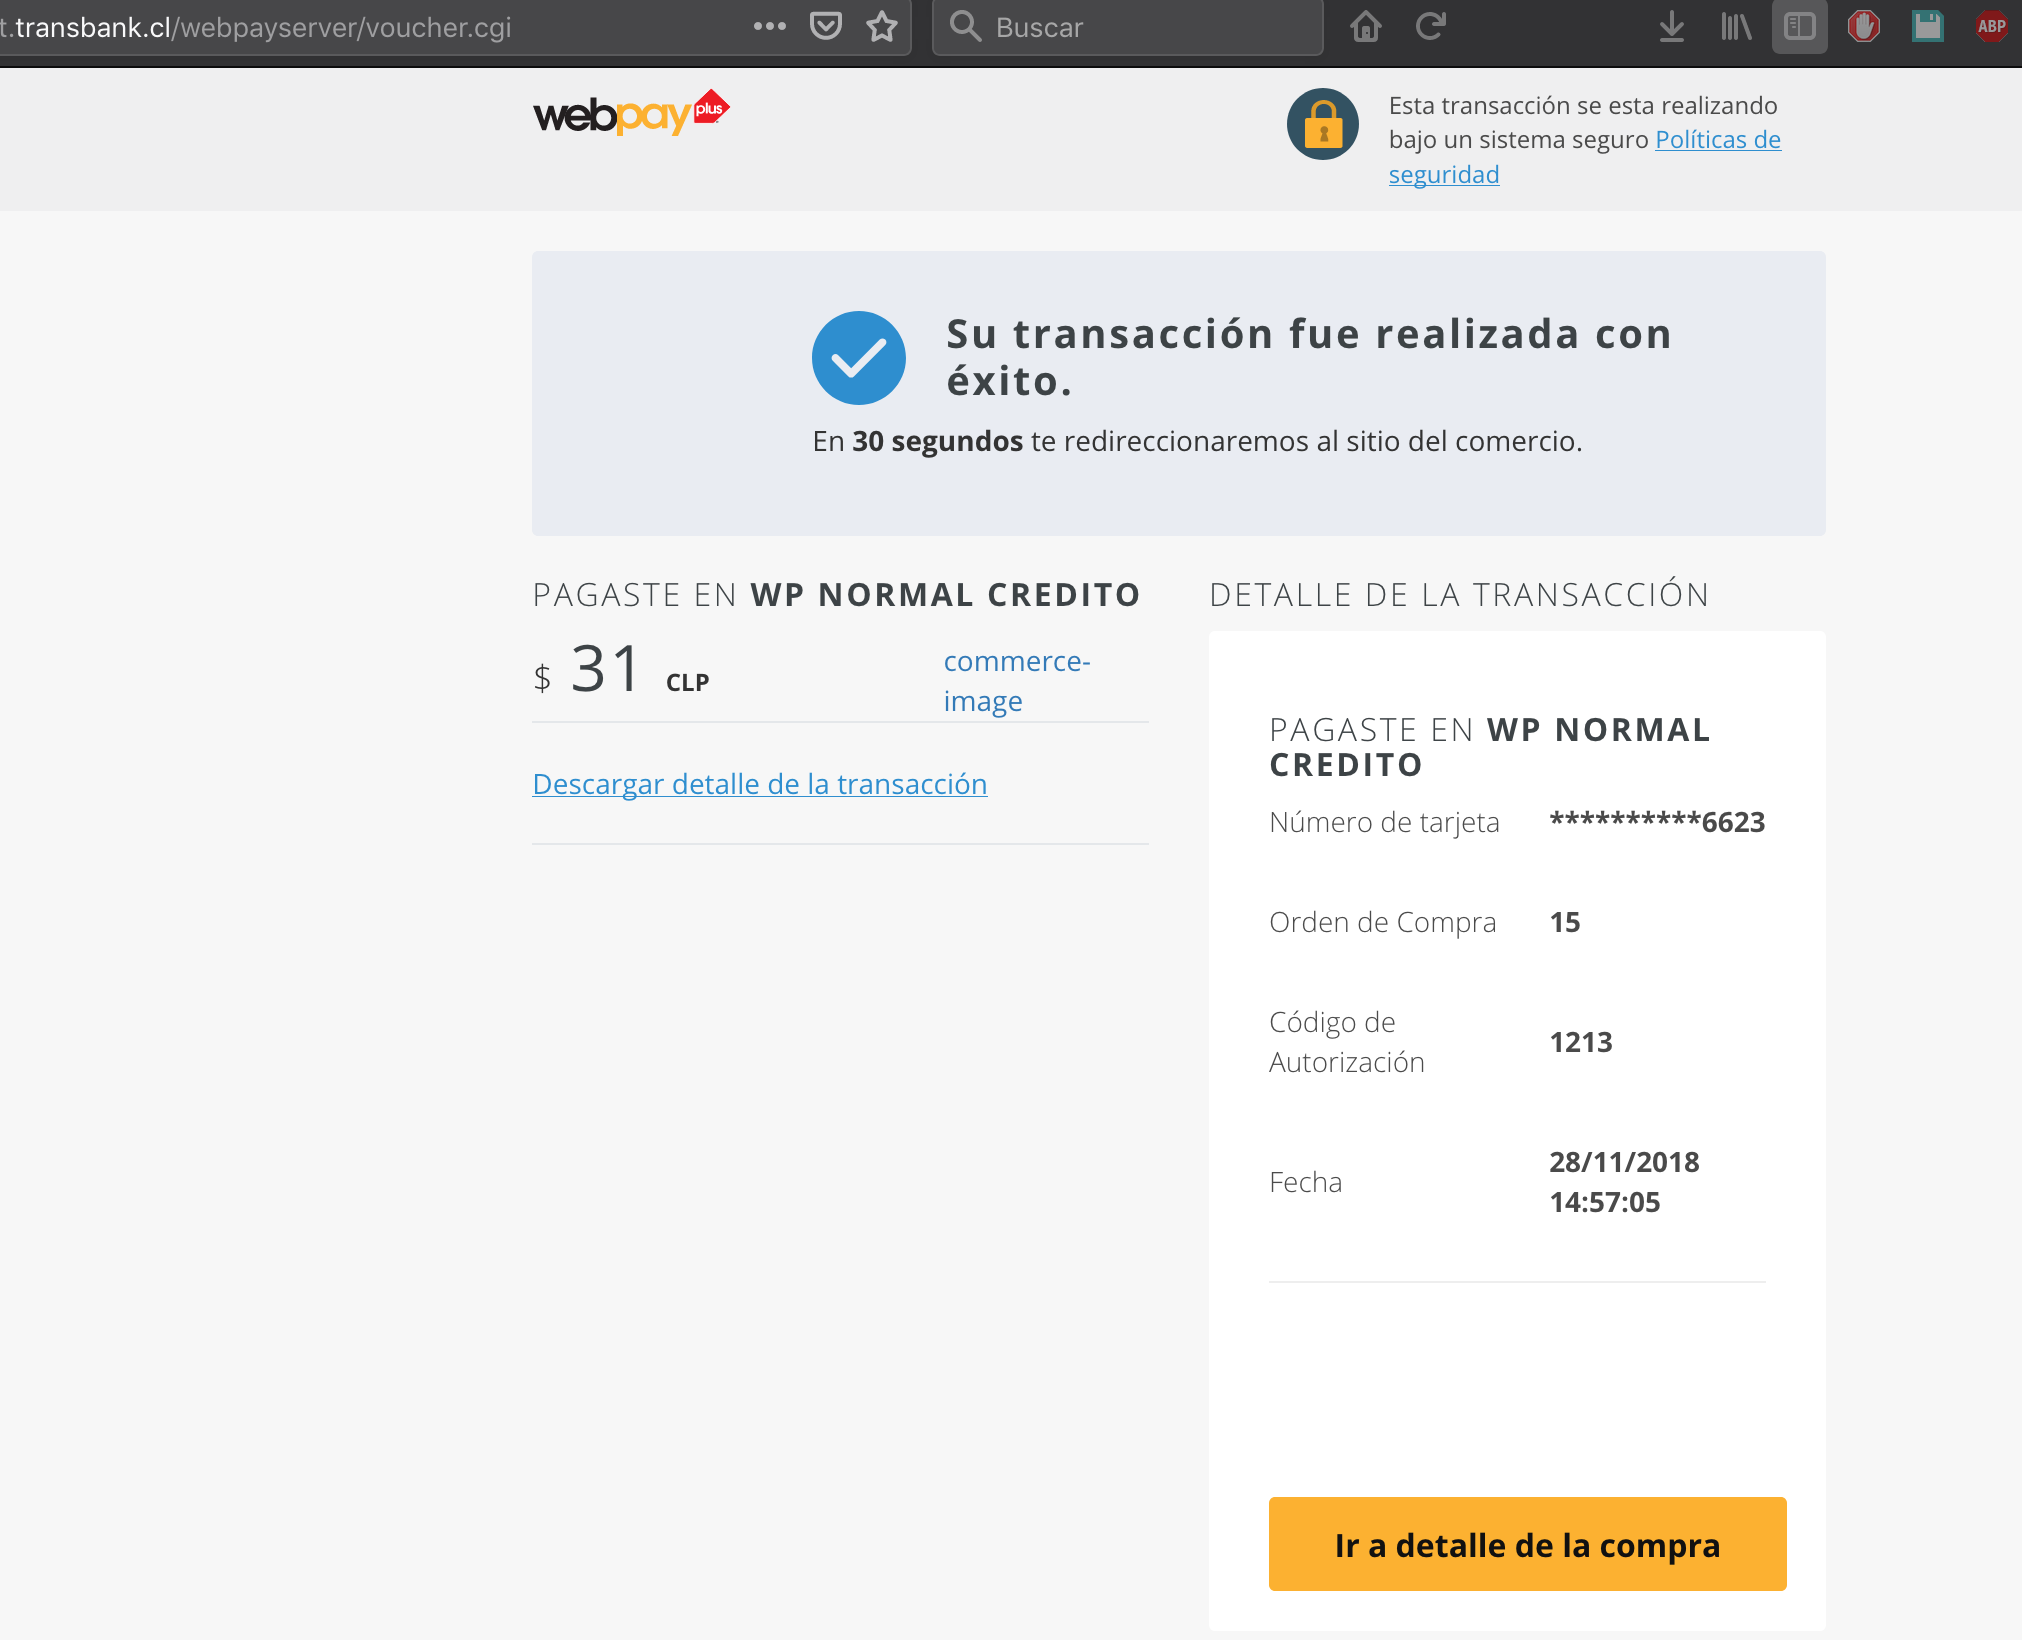 t.transbank.cl/webpayserver/voucher.cgi
Buscar
ABP
webpay plus
Esta transacción se esta realizando
bajo un sistema seguro Políticas de
seguridad
Su transacción fue realizada con
éxito.
En 30 segundos te redireccionaremos al sitio del comercio.
PAGASTE EN WP NORMAL CREDITO
$ 31 CLP
commerce-
image
Descargar detalle de la transacción
DETALLE DE LA TRANSACCIÓN
PAGASTE EN WP NORMAL
CREDITO
Número de tarjeta **********6623
Orden de Compra 15
Código de
Autorización
1213
Fecha
28/11/2018
14:57:05
Ir a detalle de la compra